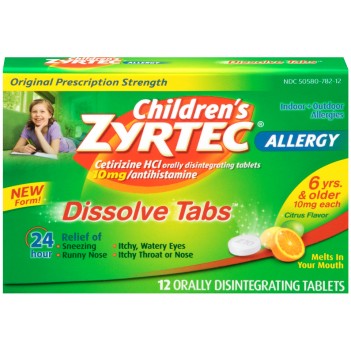 Original Prescription Strength
NDC 50580-782-12
Children's
ZYRTEC®
ALLERGY
Indoor + Outdoor
Allergies
Cetirizine HCl orally disintegrating tablets
10mg/antihistamine
NEW
Form!
6 yrs.
& older
10mg each
Citrus Flavor
Dissolve Tabs™
24
hour
Relief of
• Sneezing
• Runny Nose
• Itchy, Watery Eyes
• Itchy Throat or Nose
Melts In
Your Mouth
12 ORALLY DISINTEGRATING TABLETS